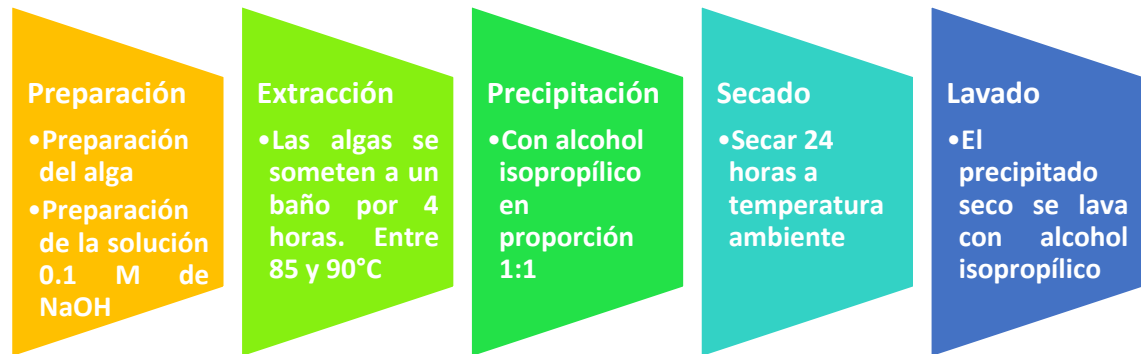 Preparación
•Preparación
del alga
•Preparación
de la solución
0.1 M de
NaOH
Extracción
•Las algas se
someten a un
baño por 4
horas. Entre
85 y 90°C
Precipitación
•Con alcohol
isopropílico
en
proporción
1:1
Secado
•Secar 24
horas a
temperatura
ambiente
Lavado
•El
precipitado
seco se lava
con alcohol
isopropílico